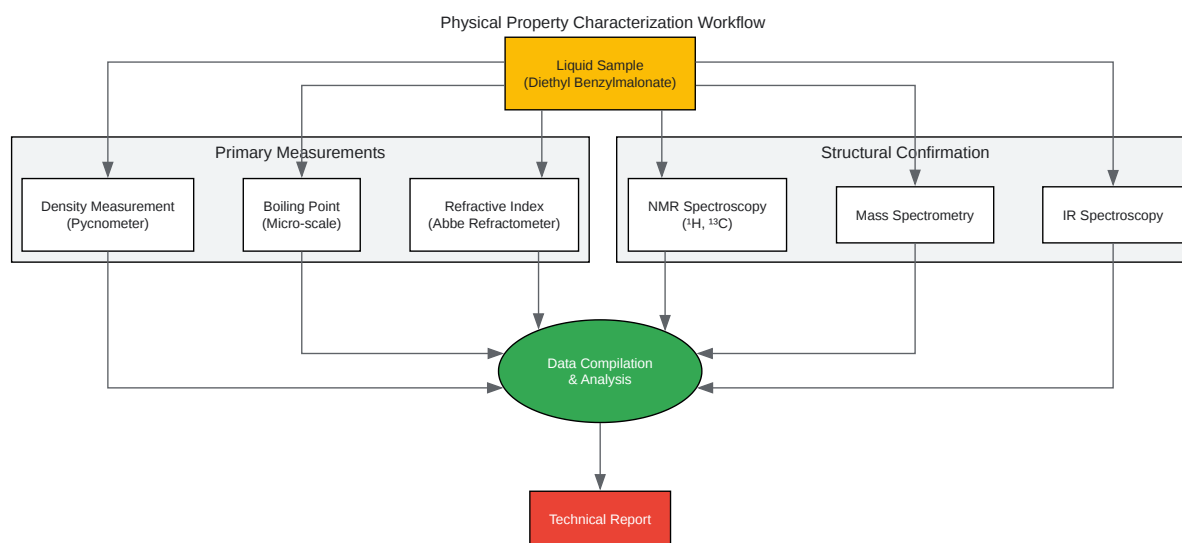 Physical Property Characterization Workflow
Liquid Sample
(Diethyl Benzylmalonate)
Primary Measurements
Structural Confirmation
Density Measurement
(Pycnometer)
Boiling Point
(Micro-scale)
Refractive Index
(Abbe Refractometer)
NMR Spectroscopy
(¹H, ¹³C)
Mass Spectrometry
IR Spectroscopy
Data Compilation
& Analysis
Technical Report